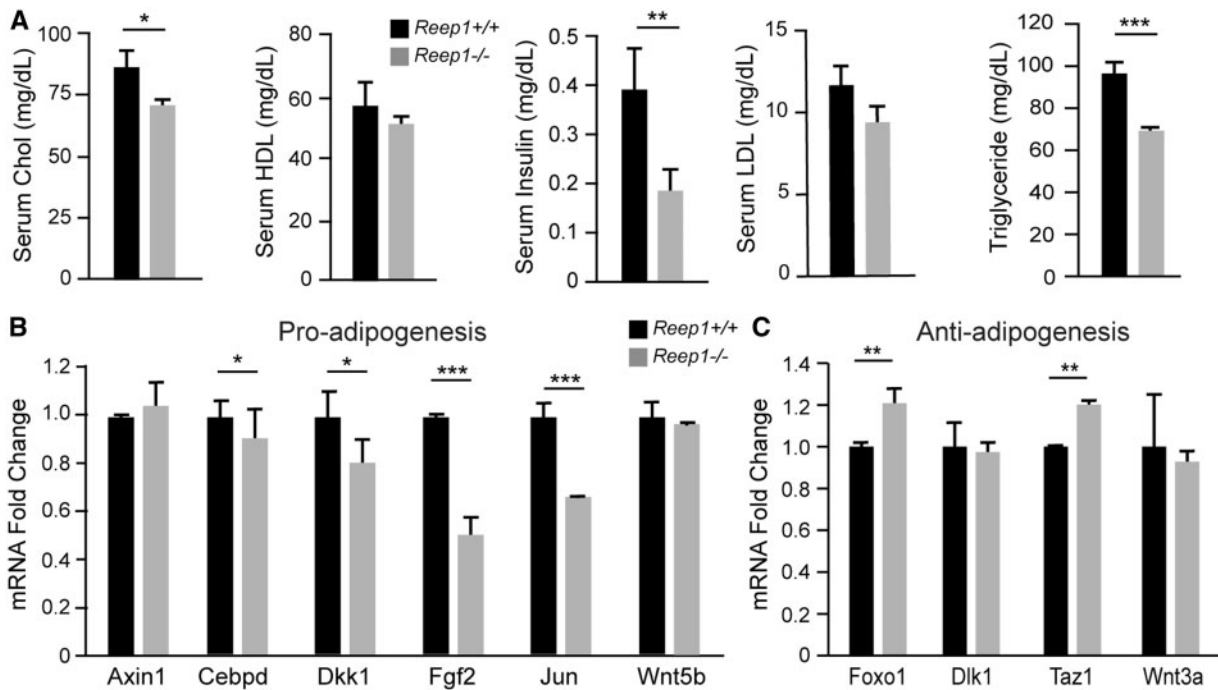 A
Serum Chol (mg/dL)
100
75
50
25
0
*
Serum HDL (mg/dL)
80
60
40
20
0
Reep1+/+
Reep1-/-
Serum Insulin (mg/dL)
0.5
0.4
0.3
0.2
0.1
0
**
Serum LDL (mg/dL)
15
10
5
0
Triglyceride (mg/dL)
120
100
80
60
40
20
0
***
B
Pro-adipogenesis
Reep1+/+
Reep1-/-
mRNA Fold Change
1.2
1.0
0.8
0.6
0.4
0.2
0
* * *** ***
Axin1 Cebpd Dkk1 Fgf2 Jun Wnt5b
C
Anti-adipogenesis
mRNA Fold Change
1.4
1.2
1.0
0.8
0.6
0.4
0.2
0
** **
Foxo1 Dlk1 Taz1 Wnt3a